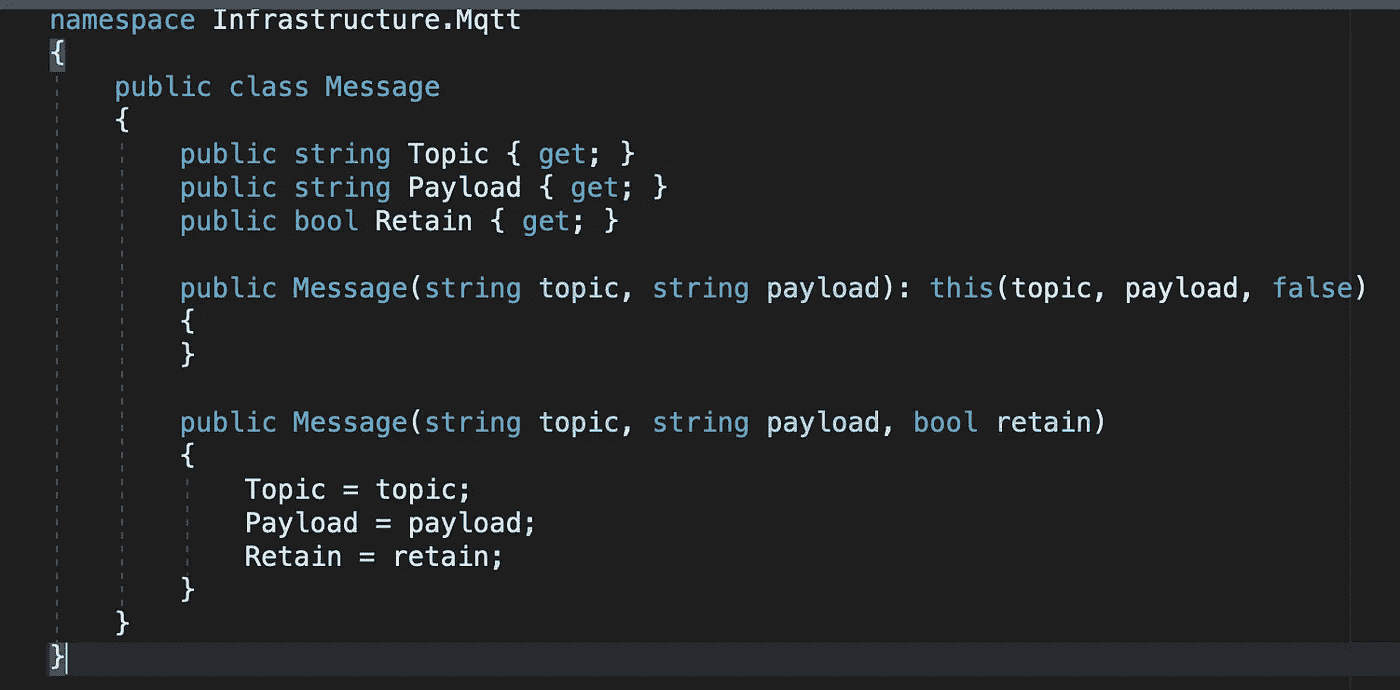 namespace Infrastructure.Mqtt
{
    public class Message
    {
        public string Topic { get; }
        public string Payload { get; }
        public bool Retain { get; }

        public Message(string topic, string payload): this(topic, payload, false)
        {
        }

        public Message(string topic, string payload, bool retain)
        {
            Topic = topic;
            Payload = payload;
            Retain = retain;
        }
    }
}